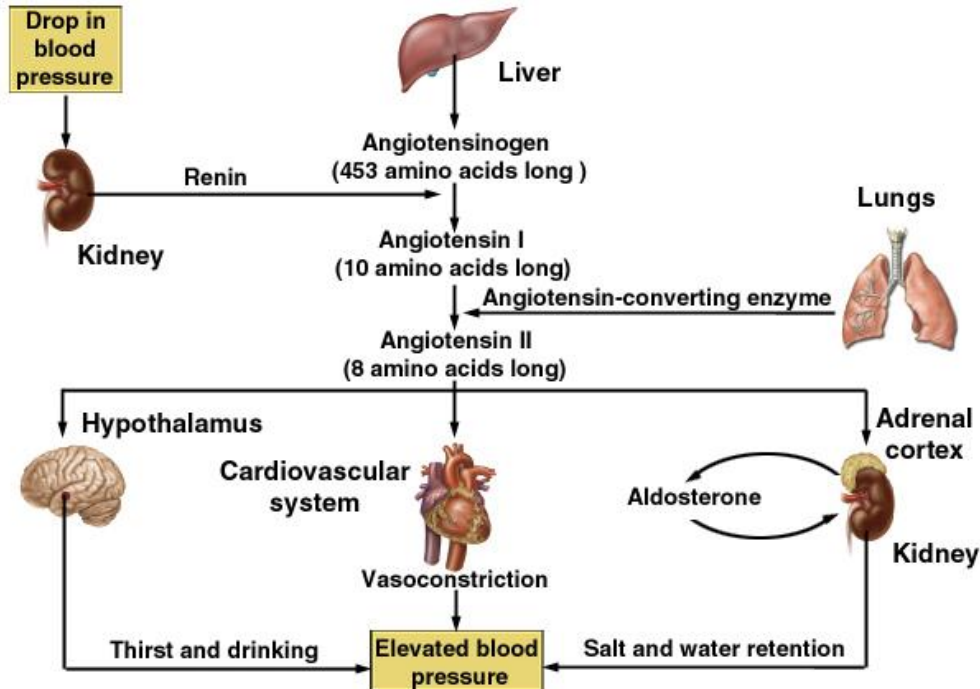 Drop in
blood
pressure
Liver
Angiotensinogen
(453 amino acids long )
Renin
Kidney
Lungs
Angiotensin I
(10 amino acids long)
Angiotensin-converting enzyme
Angiotensin II
(8 amino acids long)
Hypothalamus
Cardiovascular
system
Adrenal
cortex
Aldosterone
Kidney
Vasoconstriction
Thirst and drinking
Elevated blood
pressure
Salt and water retention